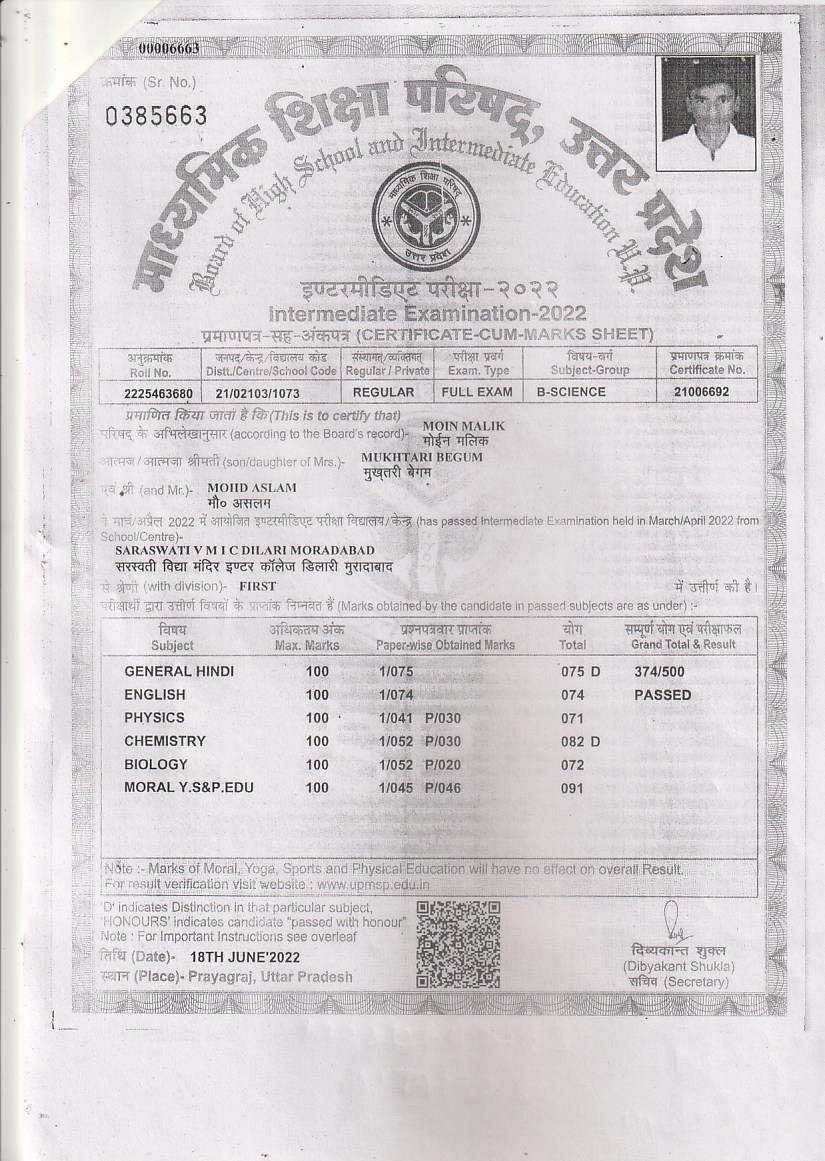 00006663
क्रमांक (Sr. No.)
0385663
माध्यमिक शिक्षा परिषद्, उत्तर प्रदेश
Board of High School and Intermediate Education U.P.
माध्यमिक शिक्षा परिषद्
उत्तर प्रदेश
इण्टरमीडिएट परीक्षा-२०२२
Intermediate Examination-2022
प्रमाणपत्र-सह-अंकपत्र (CERTIFICATE-CUM-MARKS SHEET)
अनुक्रमांक जनपद/केन्द्र/विद्यालय कोड संस्थागत/व्यक्तिगत परीक्षा प्रवर्ग विषय-वर्ग प्रमाणपत्र क्रमांक
Roll No. Distt./Centre/School Code Regular / Private Exam. Type Subject-Group Certificate No.
2225463680 21/02103/1073 REGULAR FULL EXAM B-SCIENCE 21006692
प्रमाणित किया जाता है कि (This is to certify that)
परिषद के अभिलेखानुसार (according to the Board's record)- MOIN MALIK
मोईन मलिक
आत्मज/आत्मजा श्रीमती (son/daughter of Mrs.)- MUKHTARI BEGUM
मुख़तरी बेगम
एवं श्री (and Mr.)- MOHD ASLAM
मौ० असलम
ने मार्च/अप्रैल 2022 में आयोजित इण्टरमीडिएट परीक्षा विद्यालय/केन्द्र (has passed Intermediate Examination held in March/April 2022 from
School/Centre)-
SARASWATI V M I C DILARI MORADABAD
सरस्वती विद्या मंदिर इण्टर कॉलेज डिलारी मुरादाबाद
से श्रेणी (with division)- FIRST में उत्तीर्ण की है।
परीक्षार्थी द्वारा उत्तीर्ण विषयों के प्राप्तांक निम्नवत हैं (Marks obtained by the candidate in passed subjects are as under) :-
विषय अधिकतम अंक प्रश्नपत्रवार प्राप्तांक योग सम्पूर्ण योग एवं परीक्षाफल
Subject Max. Marks Paper-wise Obtained Marks Total Grand Total & Result
GENERAL HINDI 100 1/075 075 D 374/500
ENGLISH 100 1/074 074 PASSED
PHYSICS 100 1/041 P/030 071
CHEMISTRY 100 1/052 P/030 082 D
BIOLOGY 100 1/052 P/020 072
MORAL Y.S&P.EDU 100 1/045 P/046 091
Note :- Marks of Moral, Yoga, Sports and Physical Education will have no effect on overall Result.
For result verification visit website : www.upmsp.edu.in
'D' indicates Distinction in that particular subject,
'HONOURS' indicates candidate "passed with honour"
Note : For Important Instructions see overleaf
तिथि (Date)- 18TH JUNE'2022
स्थान (Place)- Prayagraj, Uttar Pradesh
दिव्यकान्त शुक्ल
(Dibyakant Shukla)
सचिव (Secretary)